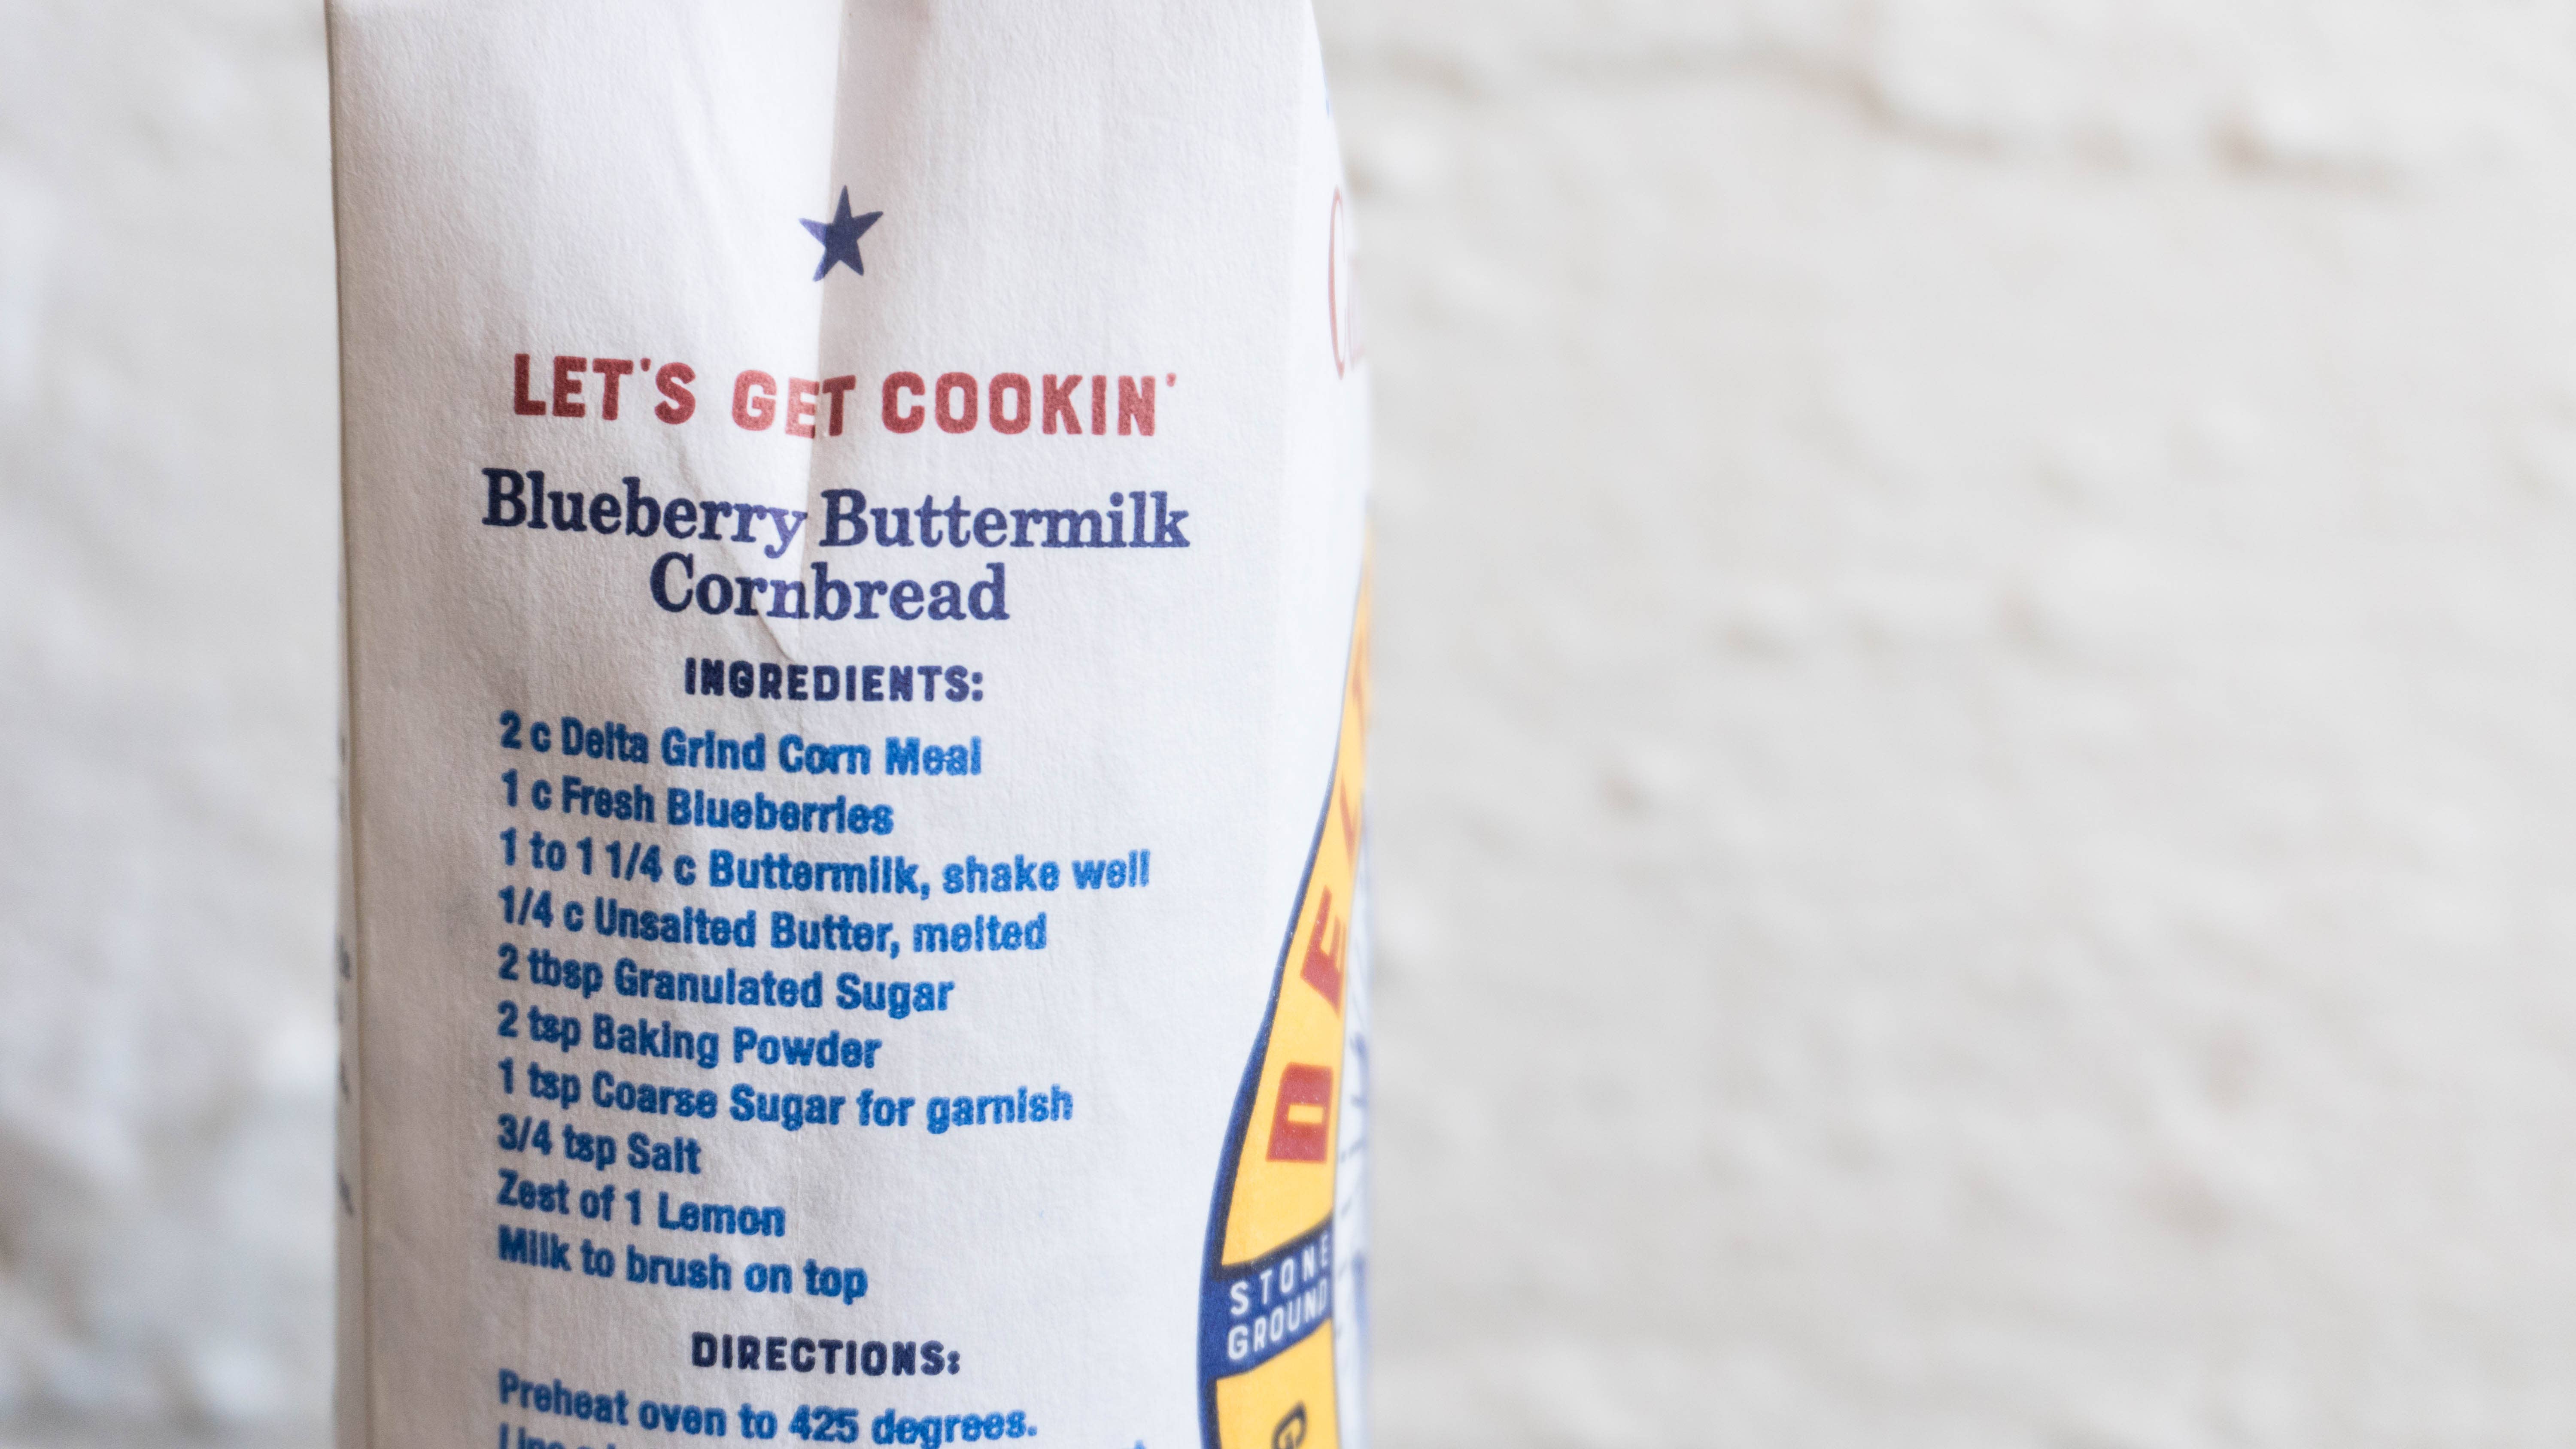 LET'S GET COOKIN'
Blueberry Buttermilk
Cornbread
INGREDIENTS:
2 c Delta Grind Corn Meal
1 c Fresh Blueberries
1 to 1 1/4 c Buttermilk, shake well
1/4 c Unsalted Butter, melted
2 tbsp Granulated Sugar
2 tsp Baking Powder
1 tsp Coarse Sugar for garnish
3/4 tsp Salt
Zest of 1 Lemon
Milk to brush on top
DIRECTIONS:
Preheat oven to 425 degrees.
DELT
STONE
GROUND